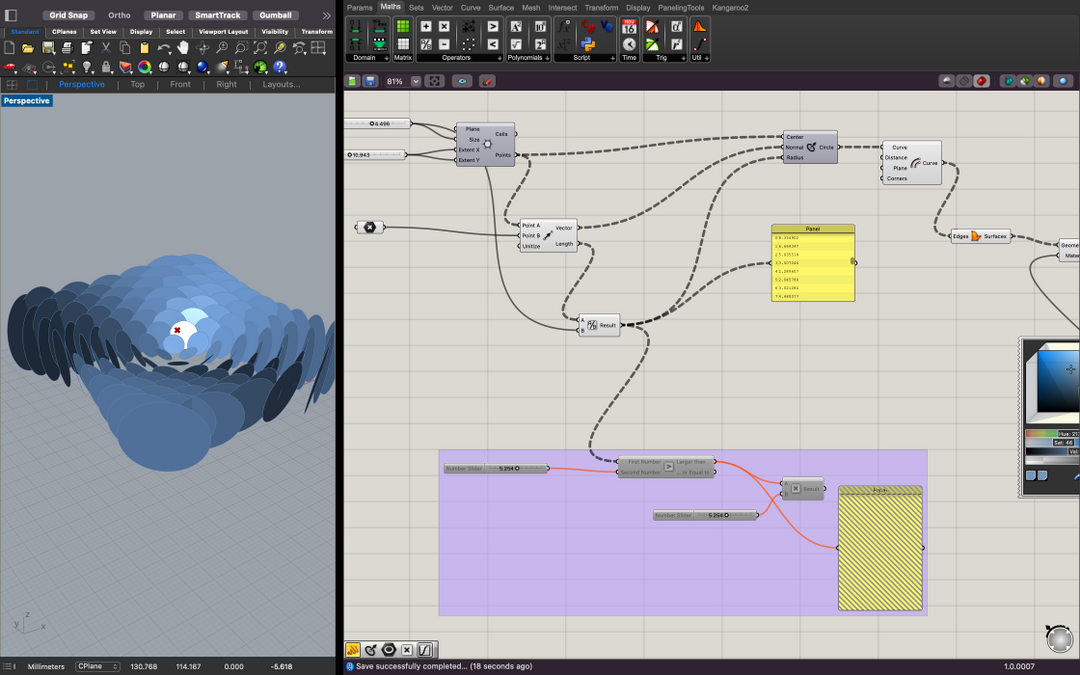 Grid Snap Ortho Planar SmartTrack Gumball
Standard CPlanes Set View Display Select Viewport Layout Visibility Transform
Perspective Top Front Right Layouts...
Perspective
z
y
x
Millimeters CPlane 130.768 114.167 0.000 -5.618
Params Maths Sets Vector Curve Surface Mesh Intersect Transform Display PanelingTools Kangaroo2
Domain Matrix Operators Polynomials Script Time Trig Util
81%
4.496
10.943
Plane
Size
Extent X
Extent Y
Cells
Points
Center
Normal
Radius
Circle
Curve
Distance
Plane
Corners
Curve
Point A
Point B
Unitize
Vector
Length
Panel
Edges Surfaces
A
B
Result
Hue: 21
Sat: 46
Val
Number Slider 5.254
First Number
Second Number
Larger than
... or Equal to
A
B
Result
Number Slider 5.254
Save successfully completed... (18 seconds ago)
1.0.0007